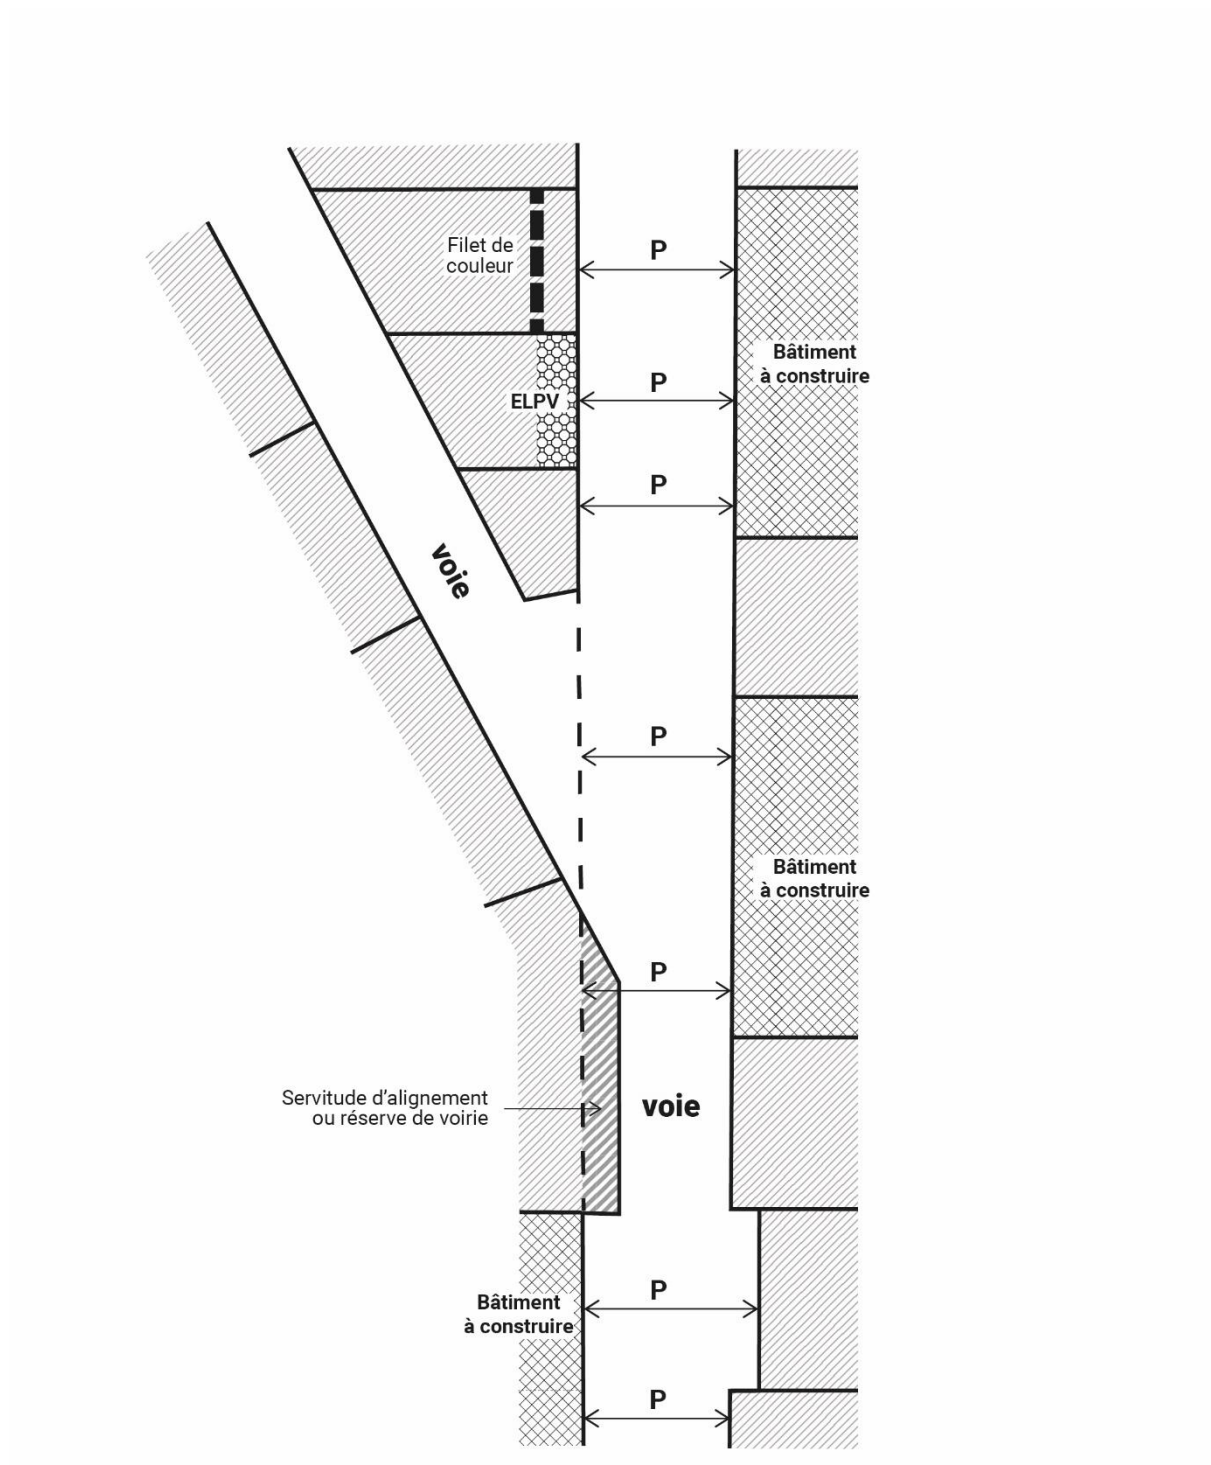 P
Filet de
couleur
Bâtiment
à construire
P
ELPV
P
voie
P
Bâtiment
à construire
P
Servitude d’alignement
ou réserve de voirie
voie
P
Bâtiment
à construire
P